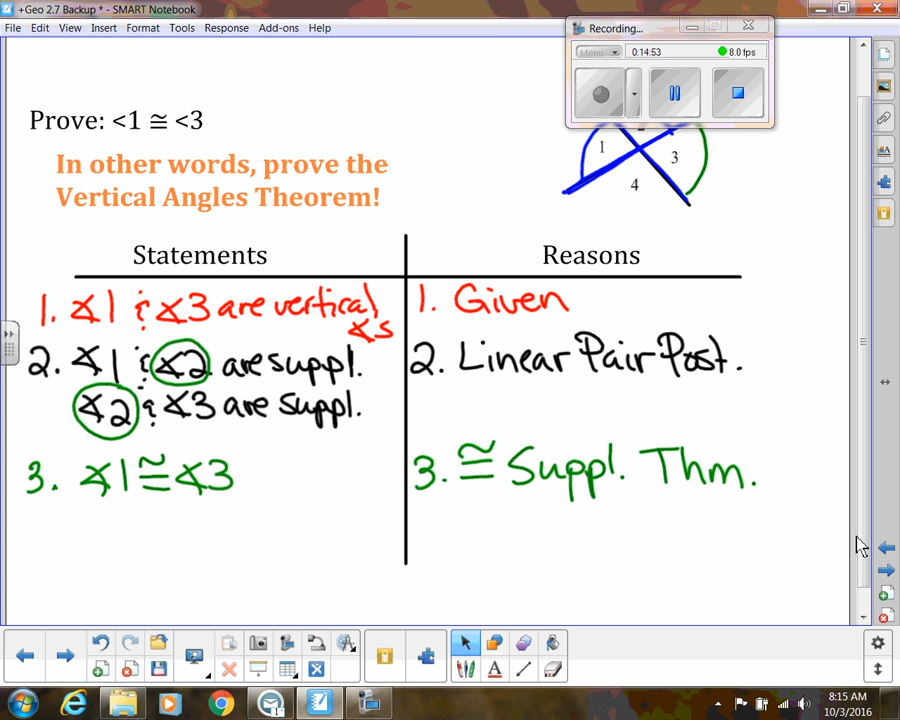 +Geo 2.7 Backup * - SMART Notebook
File Edit View Insert Format Tools Response Add-ons Help
Recording...
Menu 0:14:53 8.0 fps
Prove: <1 ≅ <3
In other words, prove the
Vertical Angles Theorem!
1
3
4
Statements Reasons
1. ∡1 & ∡3 are vertical
∡s
1. Given
2. ∡1 & ∡2 are suppl.
∡2 & ∡3 are suppl.
2. Linear Pair Post.
3. ∡1≅∡3
3. ≅ Suppl. Thm.
8:15 AM
10/3/2016